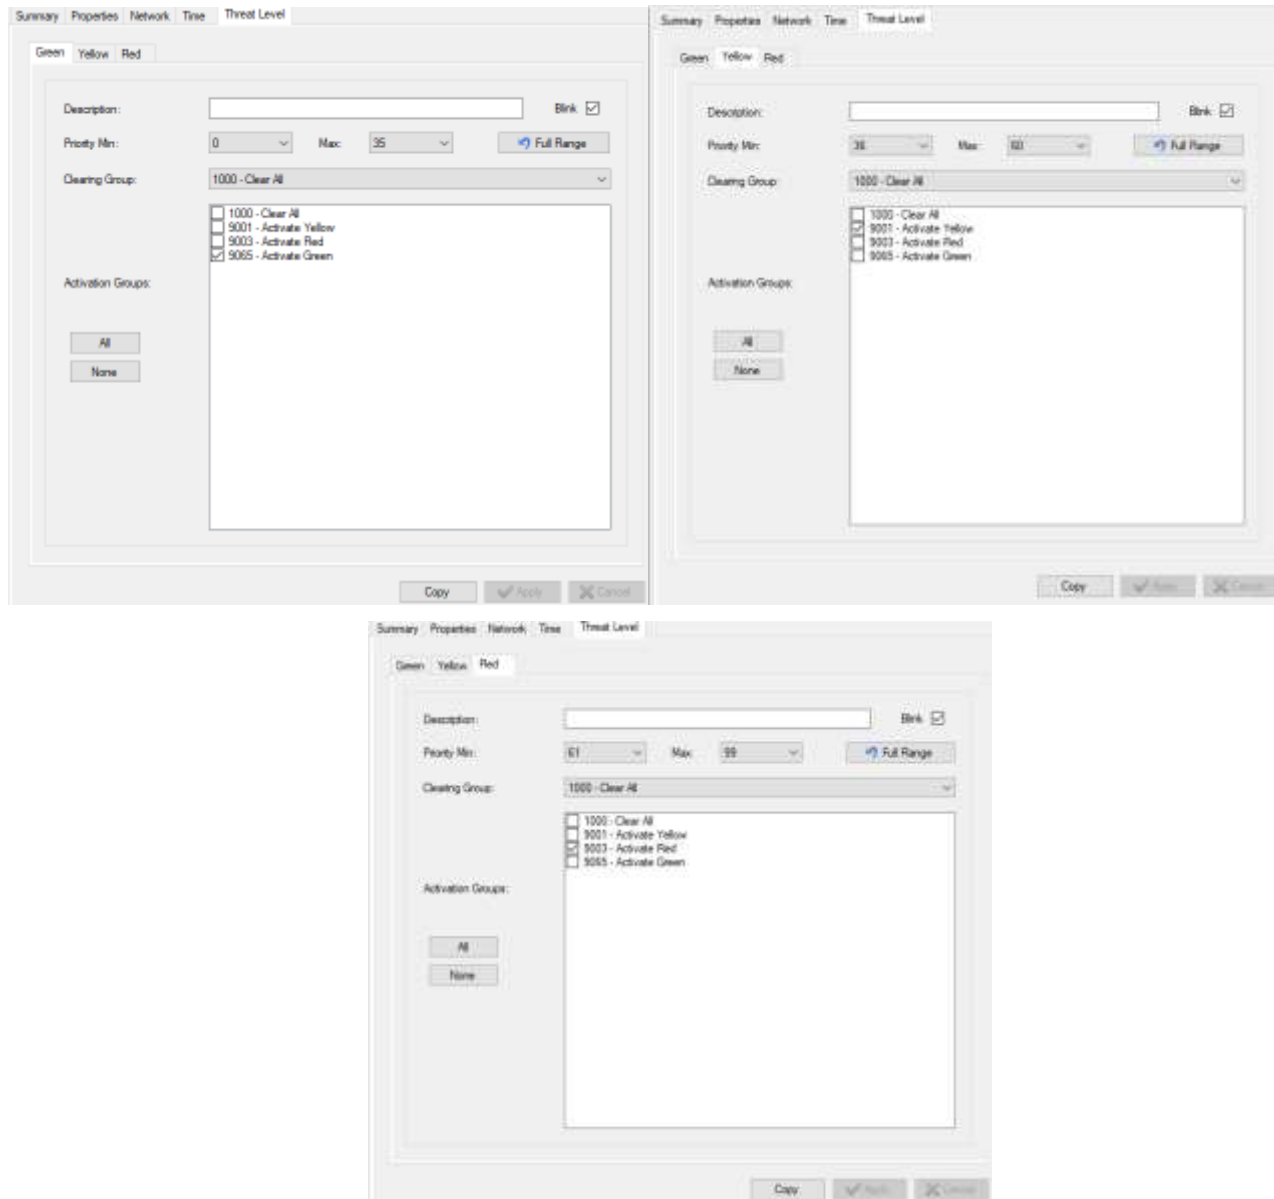 Summary Properties Network Time Threat Level
Green Yellow Red
Description: Blink
Priority Min: 0 Max: 35 Full Range
Clearing Group: 1000 - Clear All
1000 - Clear All
9001 - Activate Yellow
9003 - Activate Red
9065 - Activate Green
Activation Groups:
All
None
Copy Apply Cancel
Summary Properties Network Time Threat Level
Green Yellow Red
Description: Blink
Priority Min: 36 Max: 60 Full Range
Clearing Group: 1000 - Clear All
1000 - Clear All
9001 - Activate Yellow
9003 - Activate Red
9065 - Activate Green
Activation Groups:
All
None
Copy Apply Cancel
Summary Properties Network Time Threat Level
Green Yellow Red
Description: Blink
Priority Min: 61 Max: 99 Full Range
Clearing Group: 1000 - Clear All
1000 - Clear All
9001 - Activate Yellow
9003 - Activate Red
9065 - Activate Green
Activation Groups:
All
None
Copy Apply Cancel